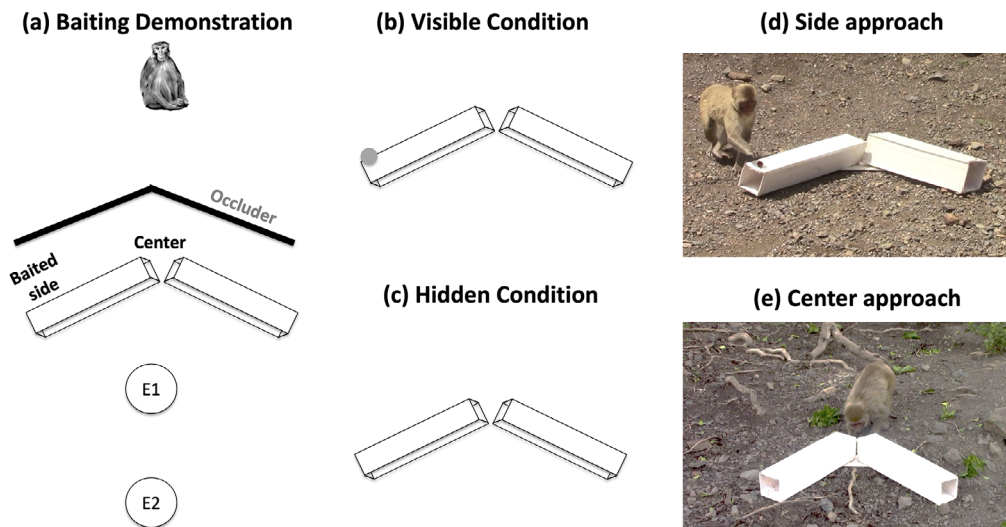 (a) Baiting Demonstration
Occluder
Center
Baited
side
E1
E2
(b) Visible Condition
(c) Hidden Condition
(d) Side approach
(e) Center approach